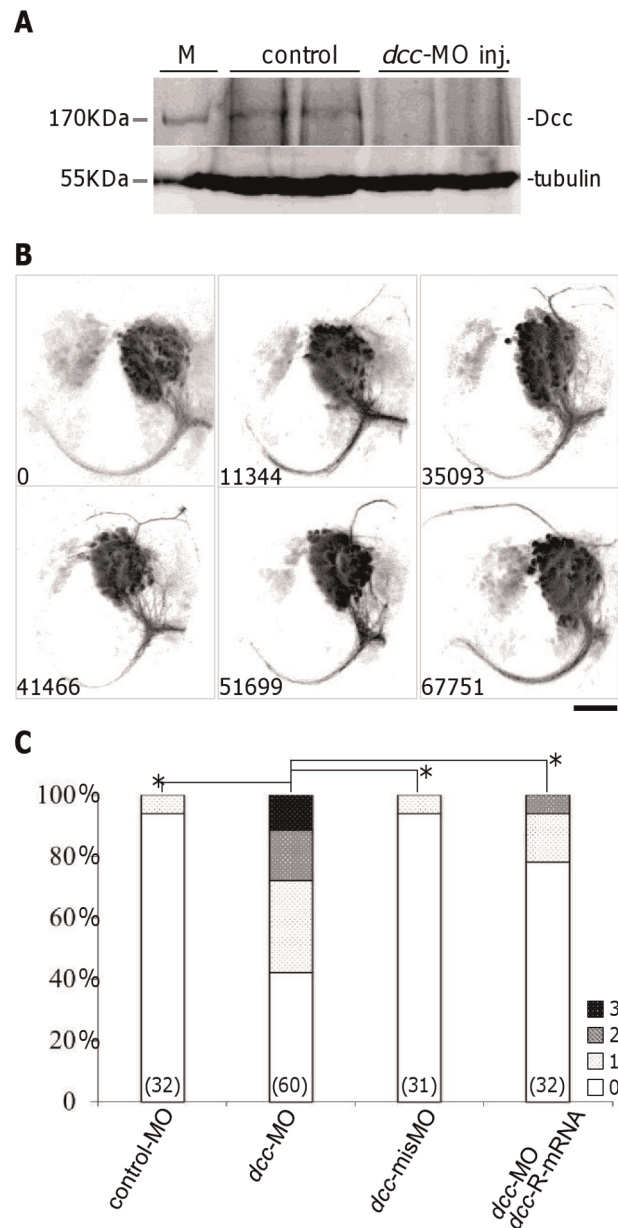 A
M control dcc-MO inj.
170KDa -Dcc
55KDa -tubulin
B
0 11344 35093
41466 51699 67751
C
* * *
100%
80%
60%
40%
20%
0
(32) (60) (31) (32)
3
2
1
0
control-MO
dcc-MO
dcc-misMO
dcc-MO
dcc-R-mRNA